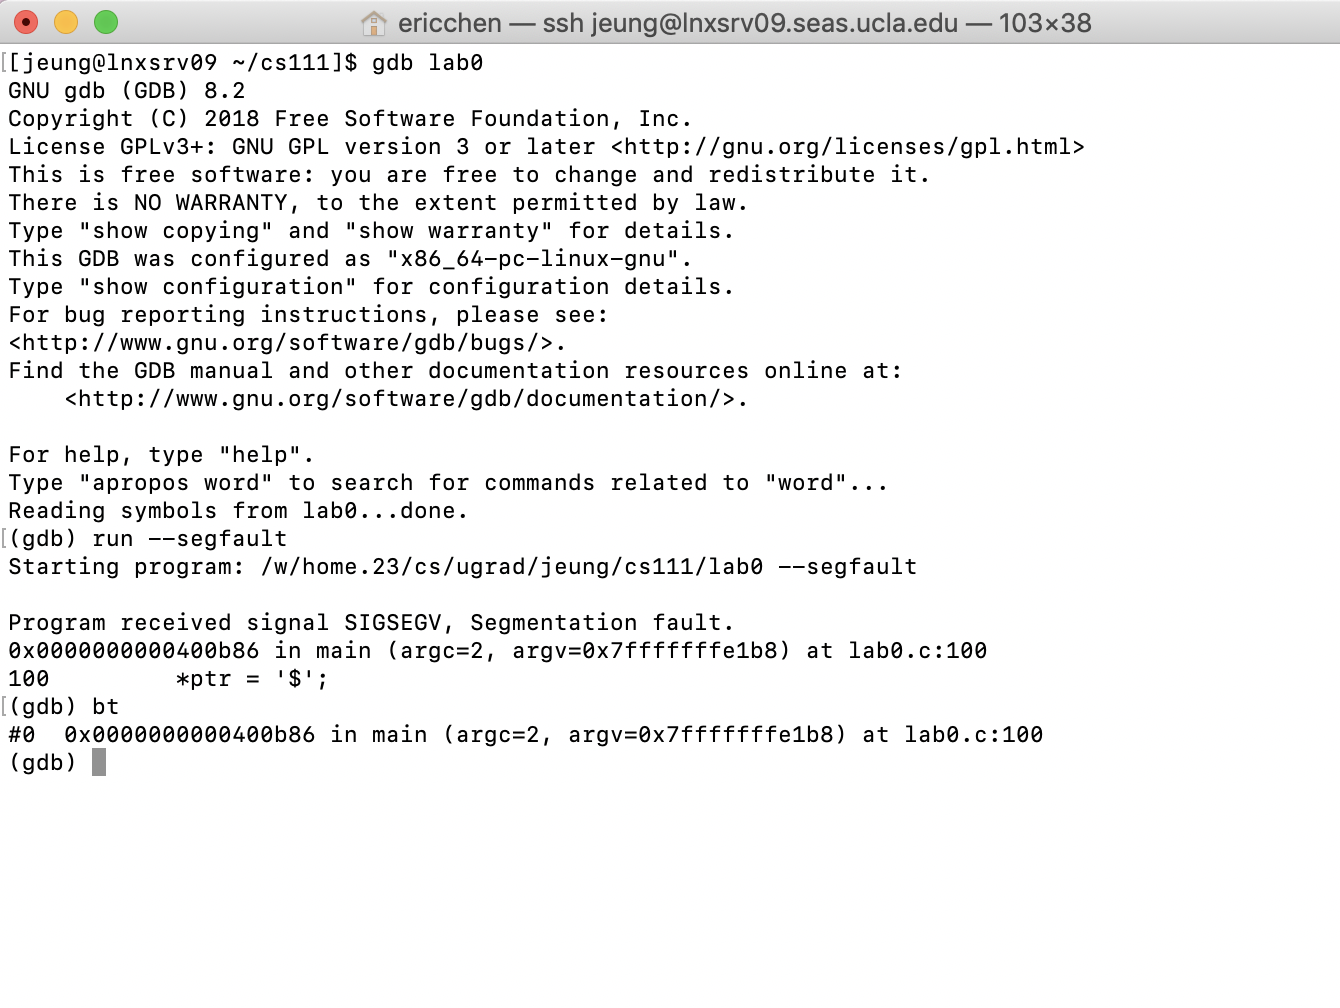 ericchen — ssh jeung@lnxsrv09.seas.ucla.edu — 103×38
[[jeung@lnxsrv09 ~/cs111]$ gdb lab0
GNU gdb (GDB) 8.2
Copyright (C) 2018 Free Software Foundation, Inc.
License GPLv3+: GNU GPL version 3 or later <http://gnu.org/licenses/gpl.html>
This is free software: you are free to change and redistribute it.
There is NO WARRANTY, to the extent permitted by law.
Type "show copying" and "show warranty" for details.
This GDB was configured as "x86_64-pc-linux-gnu".
Type "show configuration" for configuration details.
For bug reporting instructions, please see:
<http://www.gnu.org/software/gdb/bugs/>.
Find the GDB manual and other documentation resources online at:
    <http://www.gnu.org/software/gdb/documentation/>.

For help, type "help".
Type "apropos word" to search for commands related to "word"...
Reading symbols from lab0...done.
[(gdb) run --segfault
Starting program: /w/home.23/cs/ugrad/jeung/cs111/lab0 --segfault

Program received signal SIGSEGV, Segmentation fault.
0x0000000000400b86 in main (argc=2, argv=0x7fffffffe1b8) at lab0.c:100
100         *ptr = '$';
[(gdb) bt
#0  0x0000000000400b86 in main (argc=2, argv=0x7fffffffe1b8) at lab0.c:100
(gdb)